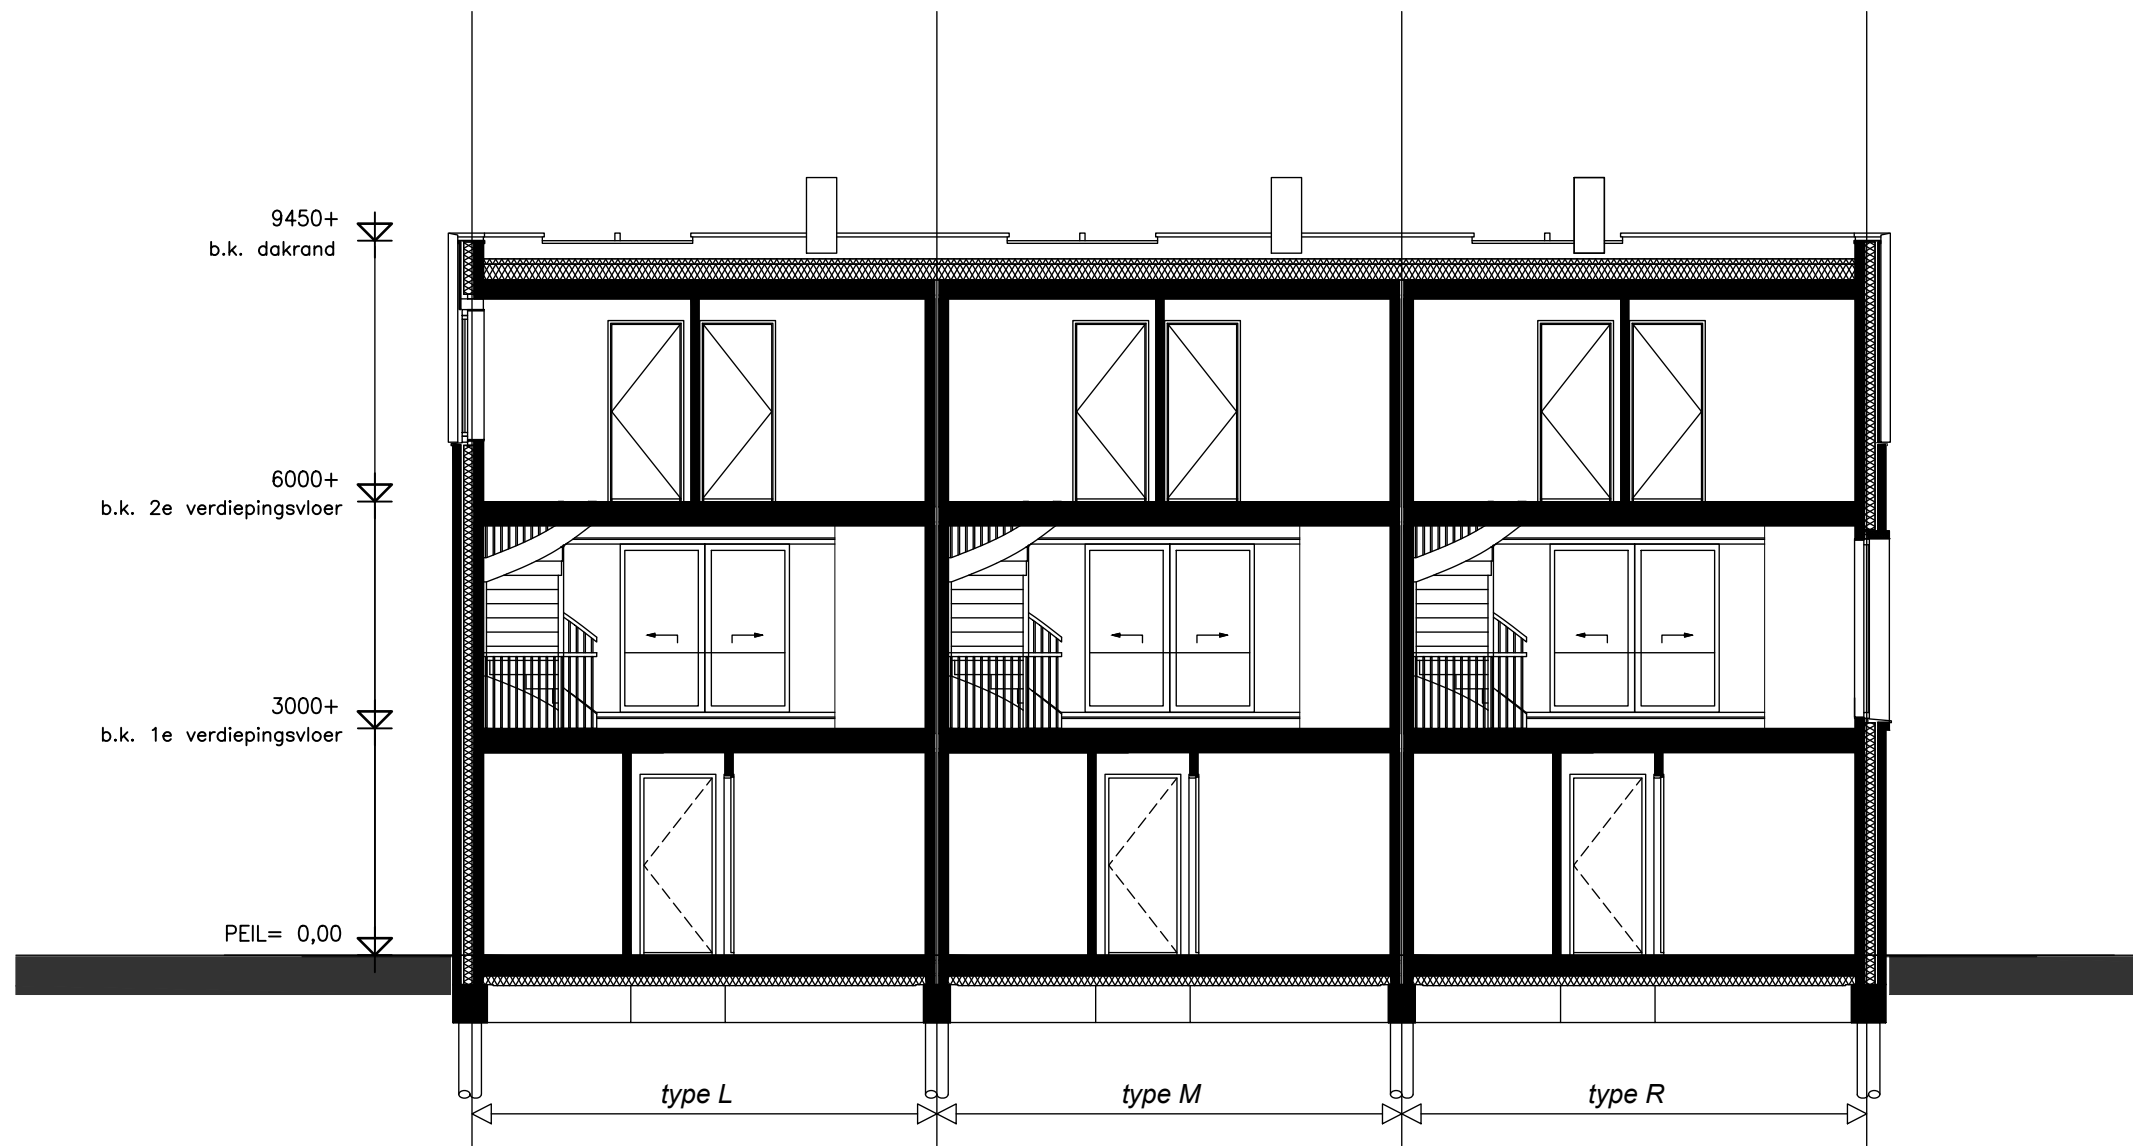 9450+
b.k. dakrand
6000+
b.k. 2e verdiepingsvloer
3000+
b.k. 1e verdiepingsvloer
PEIL= 0,00
type L
type M
type R